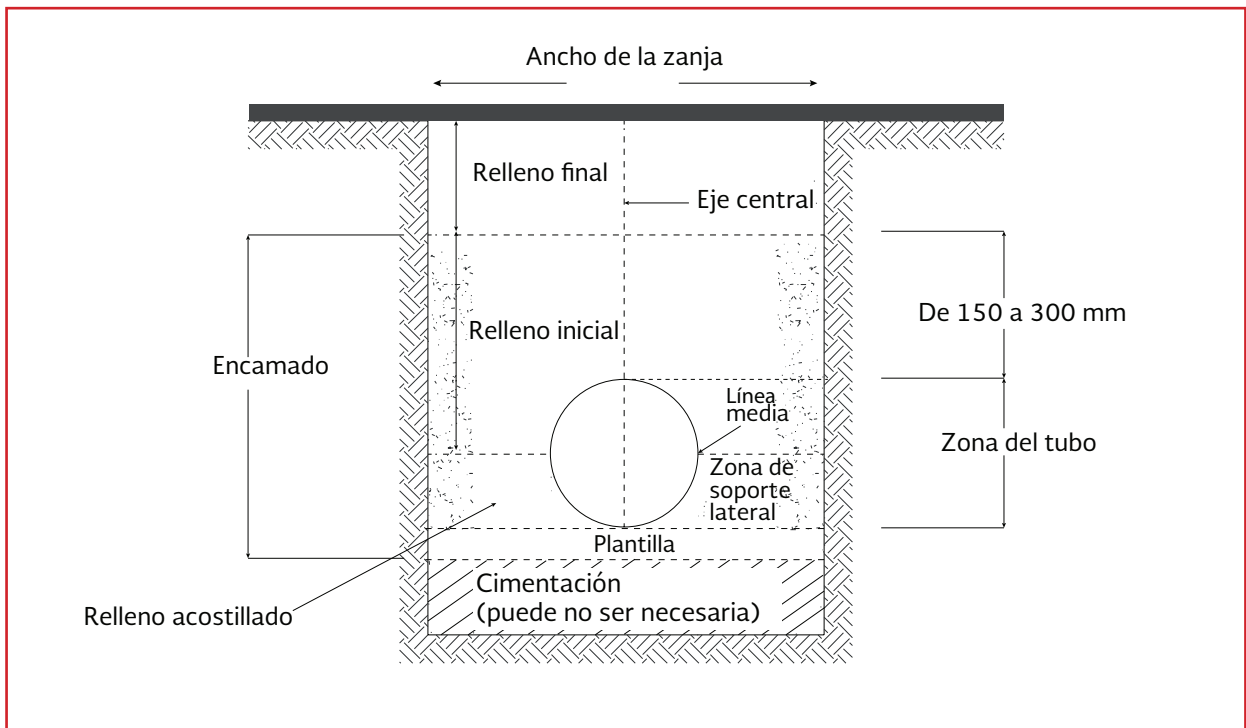 Ancho de la zanja
Relleno final
Eje central
De 150 a 300 mm
Relleno inicial
Encamado
Línea
media
Zona del tubo
Zona de
soporte
lateral
Plantilla
Cimentación
(puede no ser necesaria)
Relleno acostillado